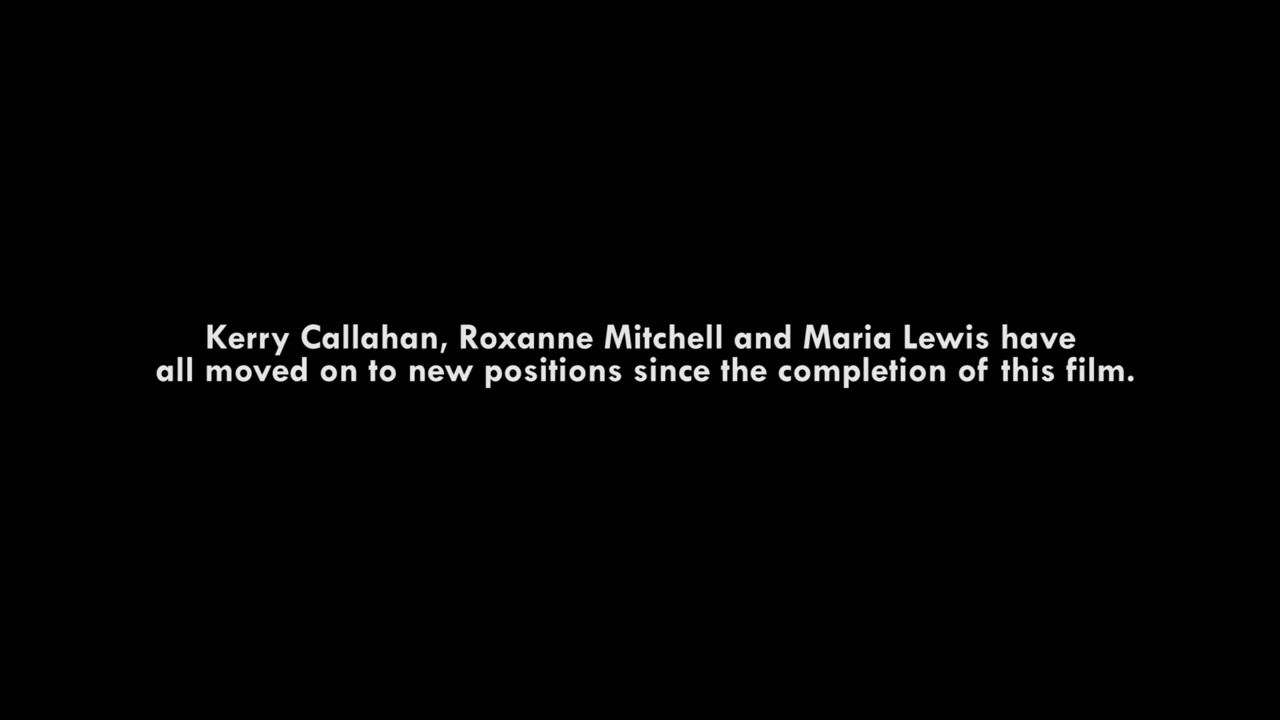 Kerry Callahan, Roxanne Mitchell and Maria Lewis have
all moved on to new positions since the completion of this film.